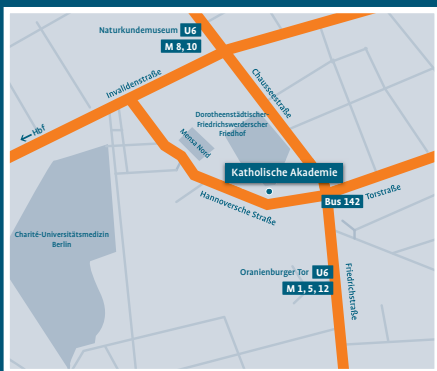 Naturkundemuseum U6
M 8, 10
Invalidenstraße
Chausseestraße
← Hbf
Dorotheenstädtischer-
Friedrichswerderscher
Friedhof
Mensa Nord
Katholische Akademie
Hannoversche Straße
Bus 142
Torstraße
Charité-Universitätsmedizin
Berlin
Oranienburger Tor U6
M 1, 5, 12
Friedrichstraße